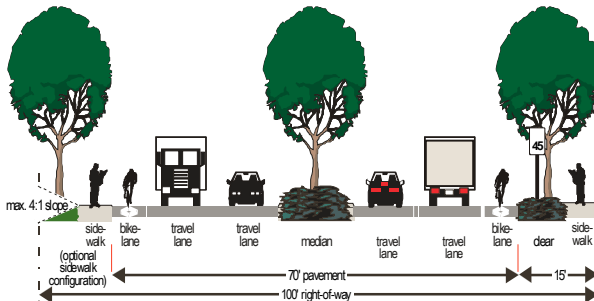 45
max. 4:1 slope
side-
walk
(optional
sidewalk
configuration)
bike-
lane
travel
lane
travel
lane
median
travel
lane
travel
lane
bike-
lane
clear
side-
walk
70' pavement
15'
100' right-of-way